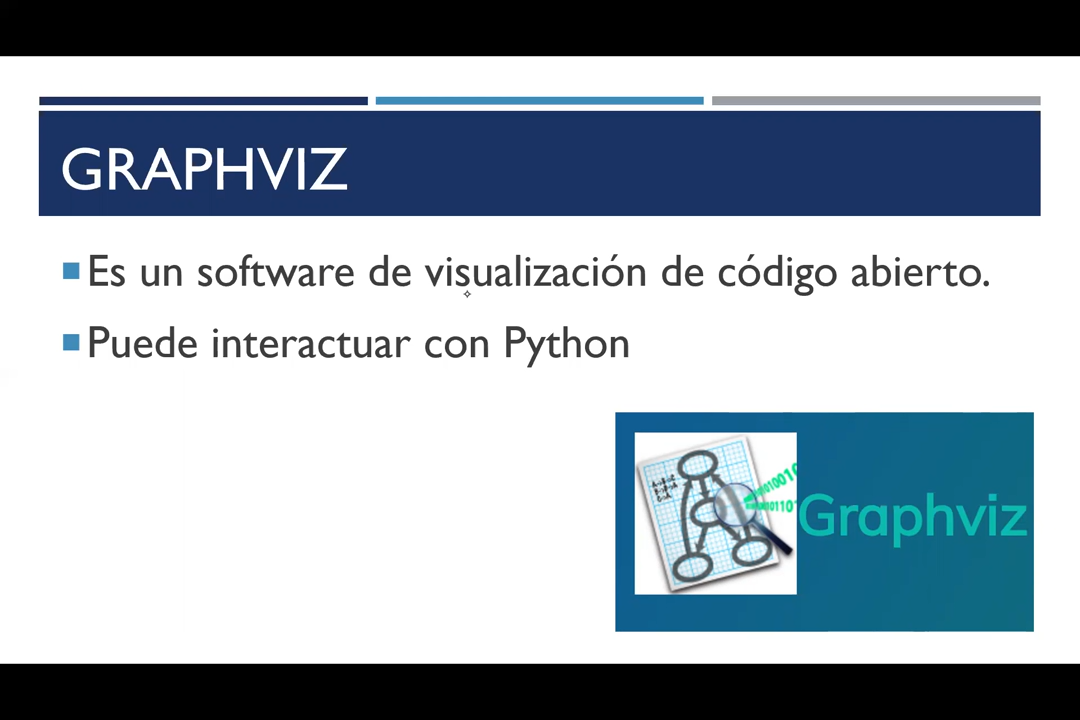 GRAPHVIZ
Es un software de visualización de código abierto.
Puede interactuar con Python
Graphviz